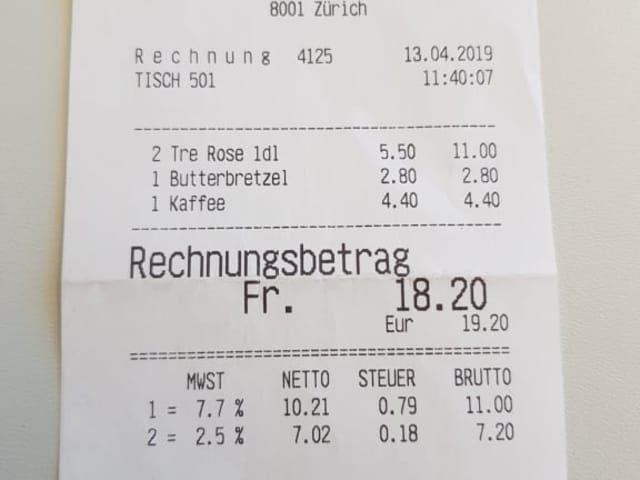 8001 Zürich
Rechnung 4125 13.04.2019
TISCH 501 11:40:07
2 Tre Rose 1dl 5.50 11.00
1 Butterbretzel 2.80 2.80
1 Kaffee 4.40 4.40
Rechnungsbetrag
Fr. 18.20
Eur 19.20
MWST NETTO STEUER BRUTTO
1 = 7.7 % 10.21 0.79 11.00
2 = 2.5 % 7.02 0.18 7.20